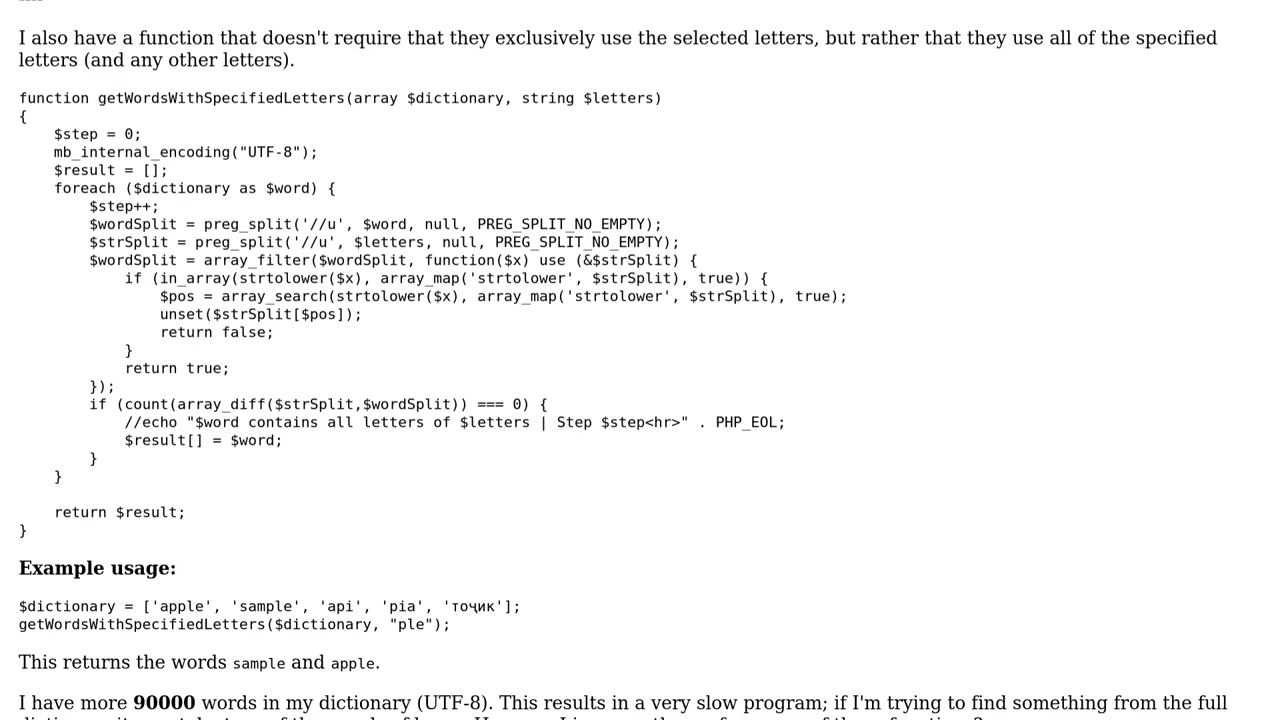 I also have a function that doesn't require that they exclusively use the selected letters, but rather that they use all of the specified
letters (and any other letters).
function getWordsWithSpecifiedLetters(array $dictionary, string $letters)
{
    $step = 0;
    mb_internal_encoding("UTF-8");
    $result = [];
    foreach ($dictionary as $word) {
        $step++;
        $wordSplit = preg_split('//u', $word, null, PREG_SPLIT_NO_EMPTY);
        $strSplit = preg_split('//u', $letters, null, PREG_SPLIT_NO_EMPTY);
        $wordSplit = array_filter($wordSplit, function($x) use (&$strSplit) {
            if (in_array(strtolower($x), array_map('strtolower', $strSplit), true)) {
                $pos = array_search(strtolower($x), array_map('strtolower', $strSplit), true);
                unset($strSplit[$pos]);
                return false;
            }
            return true;
        });
        if (count(array_diff($strSplit,$wordSplit)) === 0) {
            //echo "$word contains all letters of $letters | Step $step<hr>" . PHP_EOL;
            $result[] = $word;
        }
    }
    return $result;
}
Example usage:
$dictionary = ['apple', 'sample', 'api', 'pia', 'тоҷик'];
getWordsWithSpecifiedLetters($dictionary, "ple");
This returns the words sample and apple.
I have more 90000 words in my dictionary (UTF-8). This results in a very slow program; if I'm trying to find something from the full